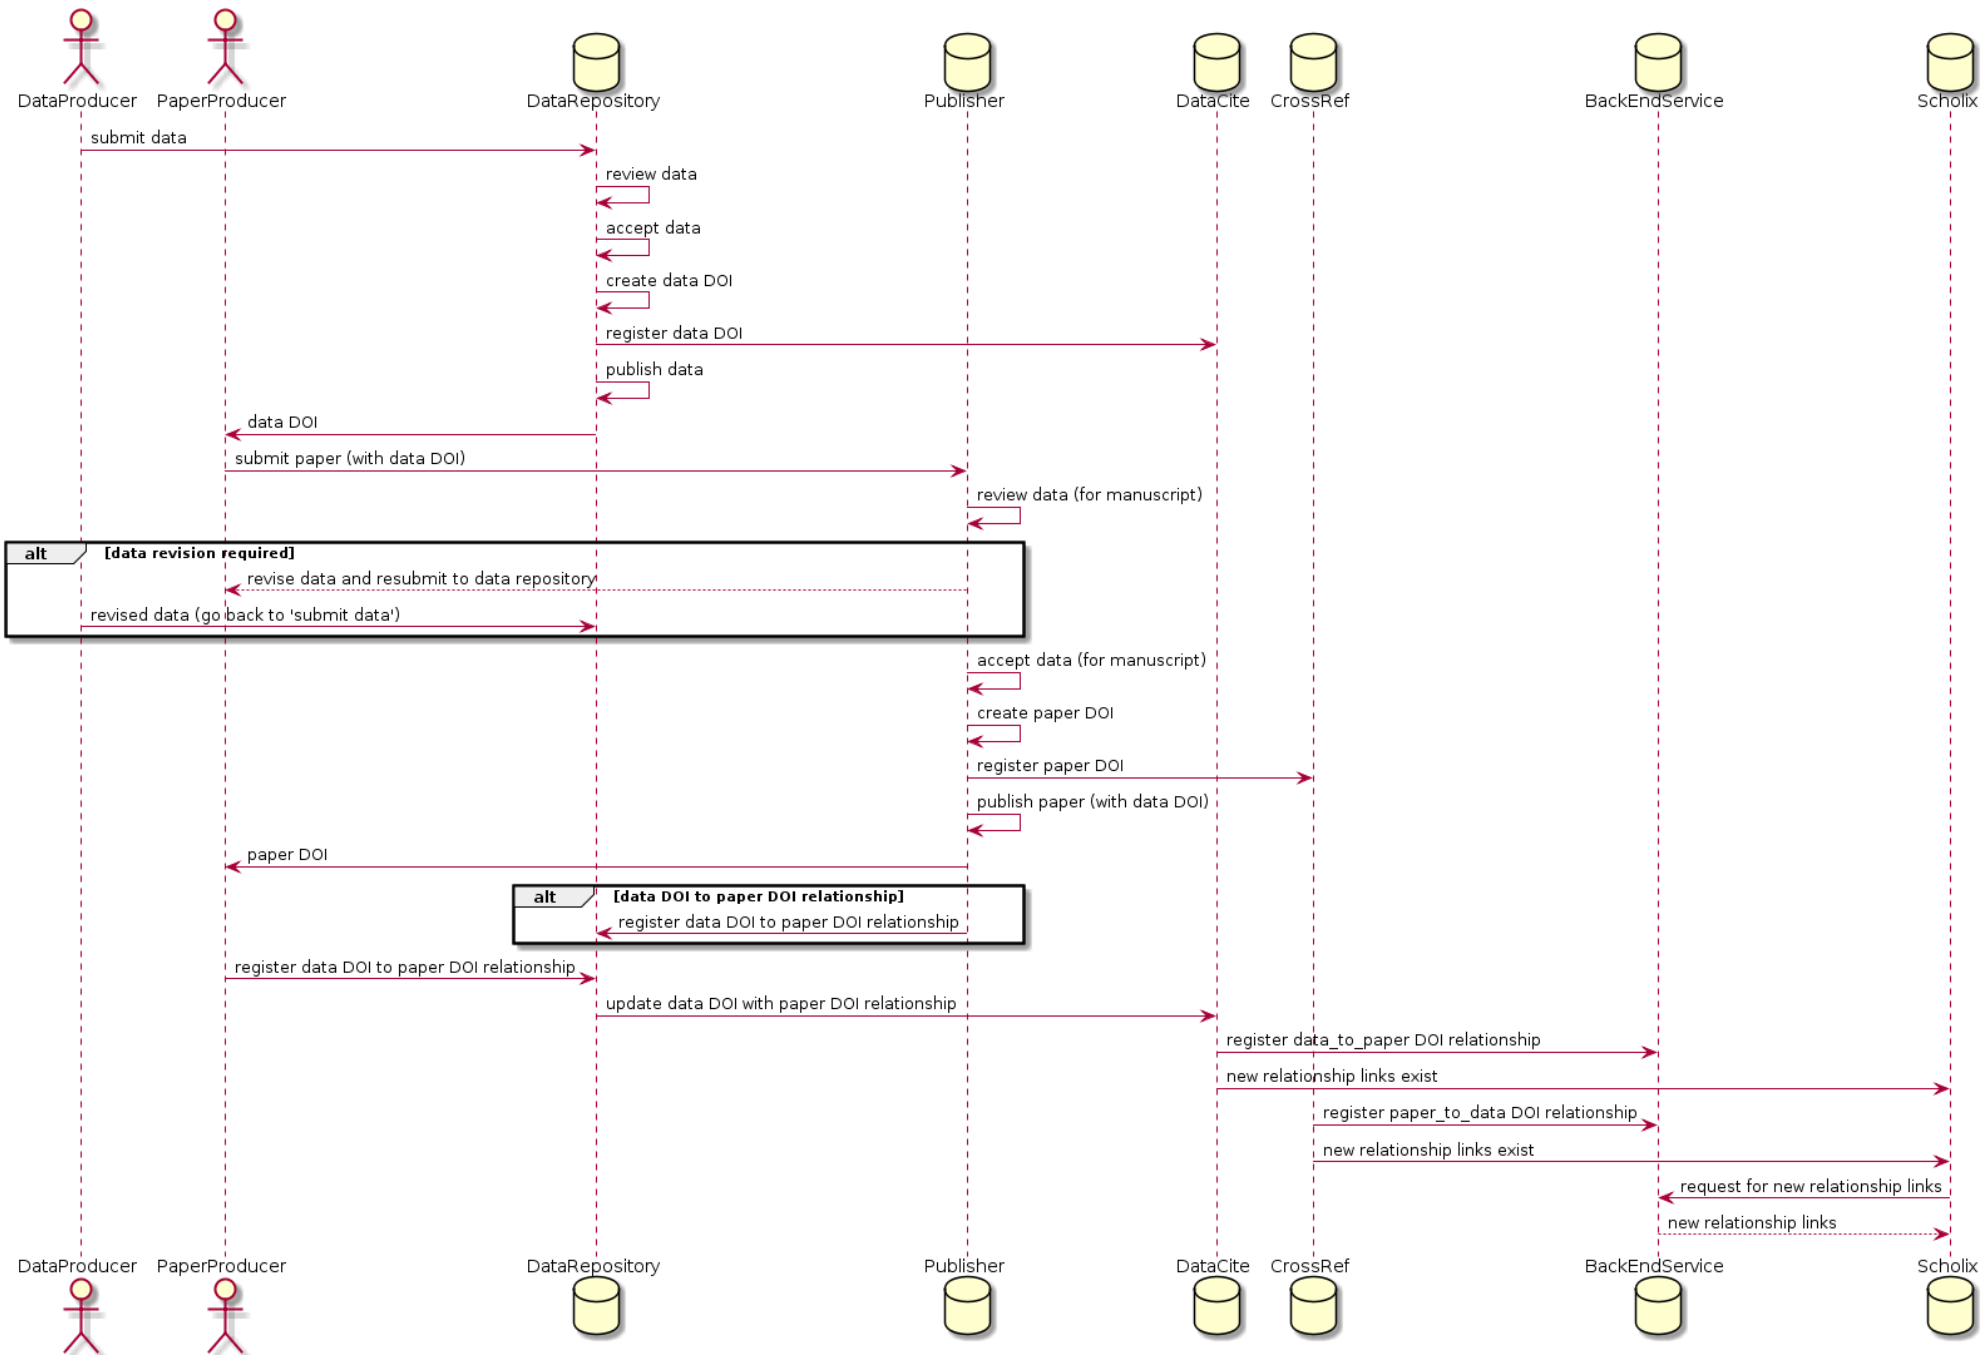 DataProducer PaperProducer DataRepository Publisher DataCite CrossRef BackEndService Scholix
submit data
review data
accept data
create data DOI
register data DOI
publish data
data DOI
submit paper (with data DOI)
review data (for manuscript)
alt [data revision required]
revise data and resubmit to data repository
revised data (go back to 'submit data')
accept data (for manuscript)
create paper DOI
register paper DOI
publish paper (with data DOI)
paper DOI
alt [data DOI to paper DOI relationship]
register data DOI to paper DOI relationship
register data DOI to paper DOI relationship
update data DOI with paper DOI relationship
register data_to_paper DOI relationship
new relationship links exist
register paper_to_data DOI relationship
new relationship links exist
request for new relationship links
new relationship links
DataProducer PaperProducer DataRepository Publisher DataCite CrossRef BackEndService Scholix